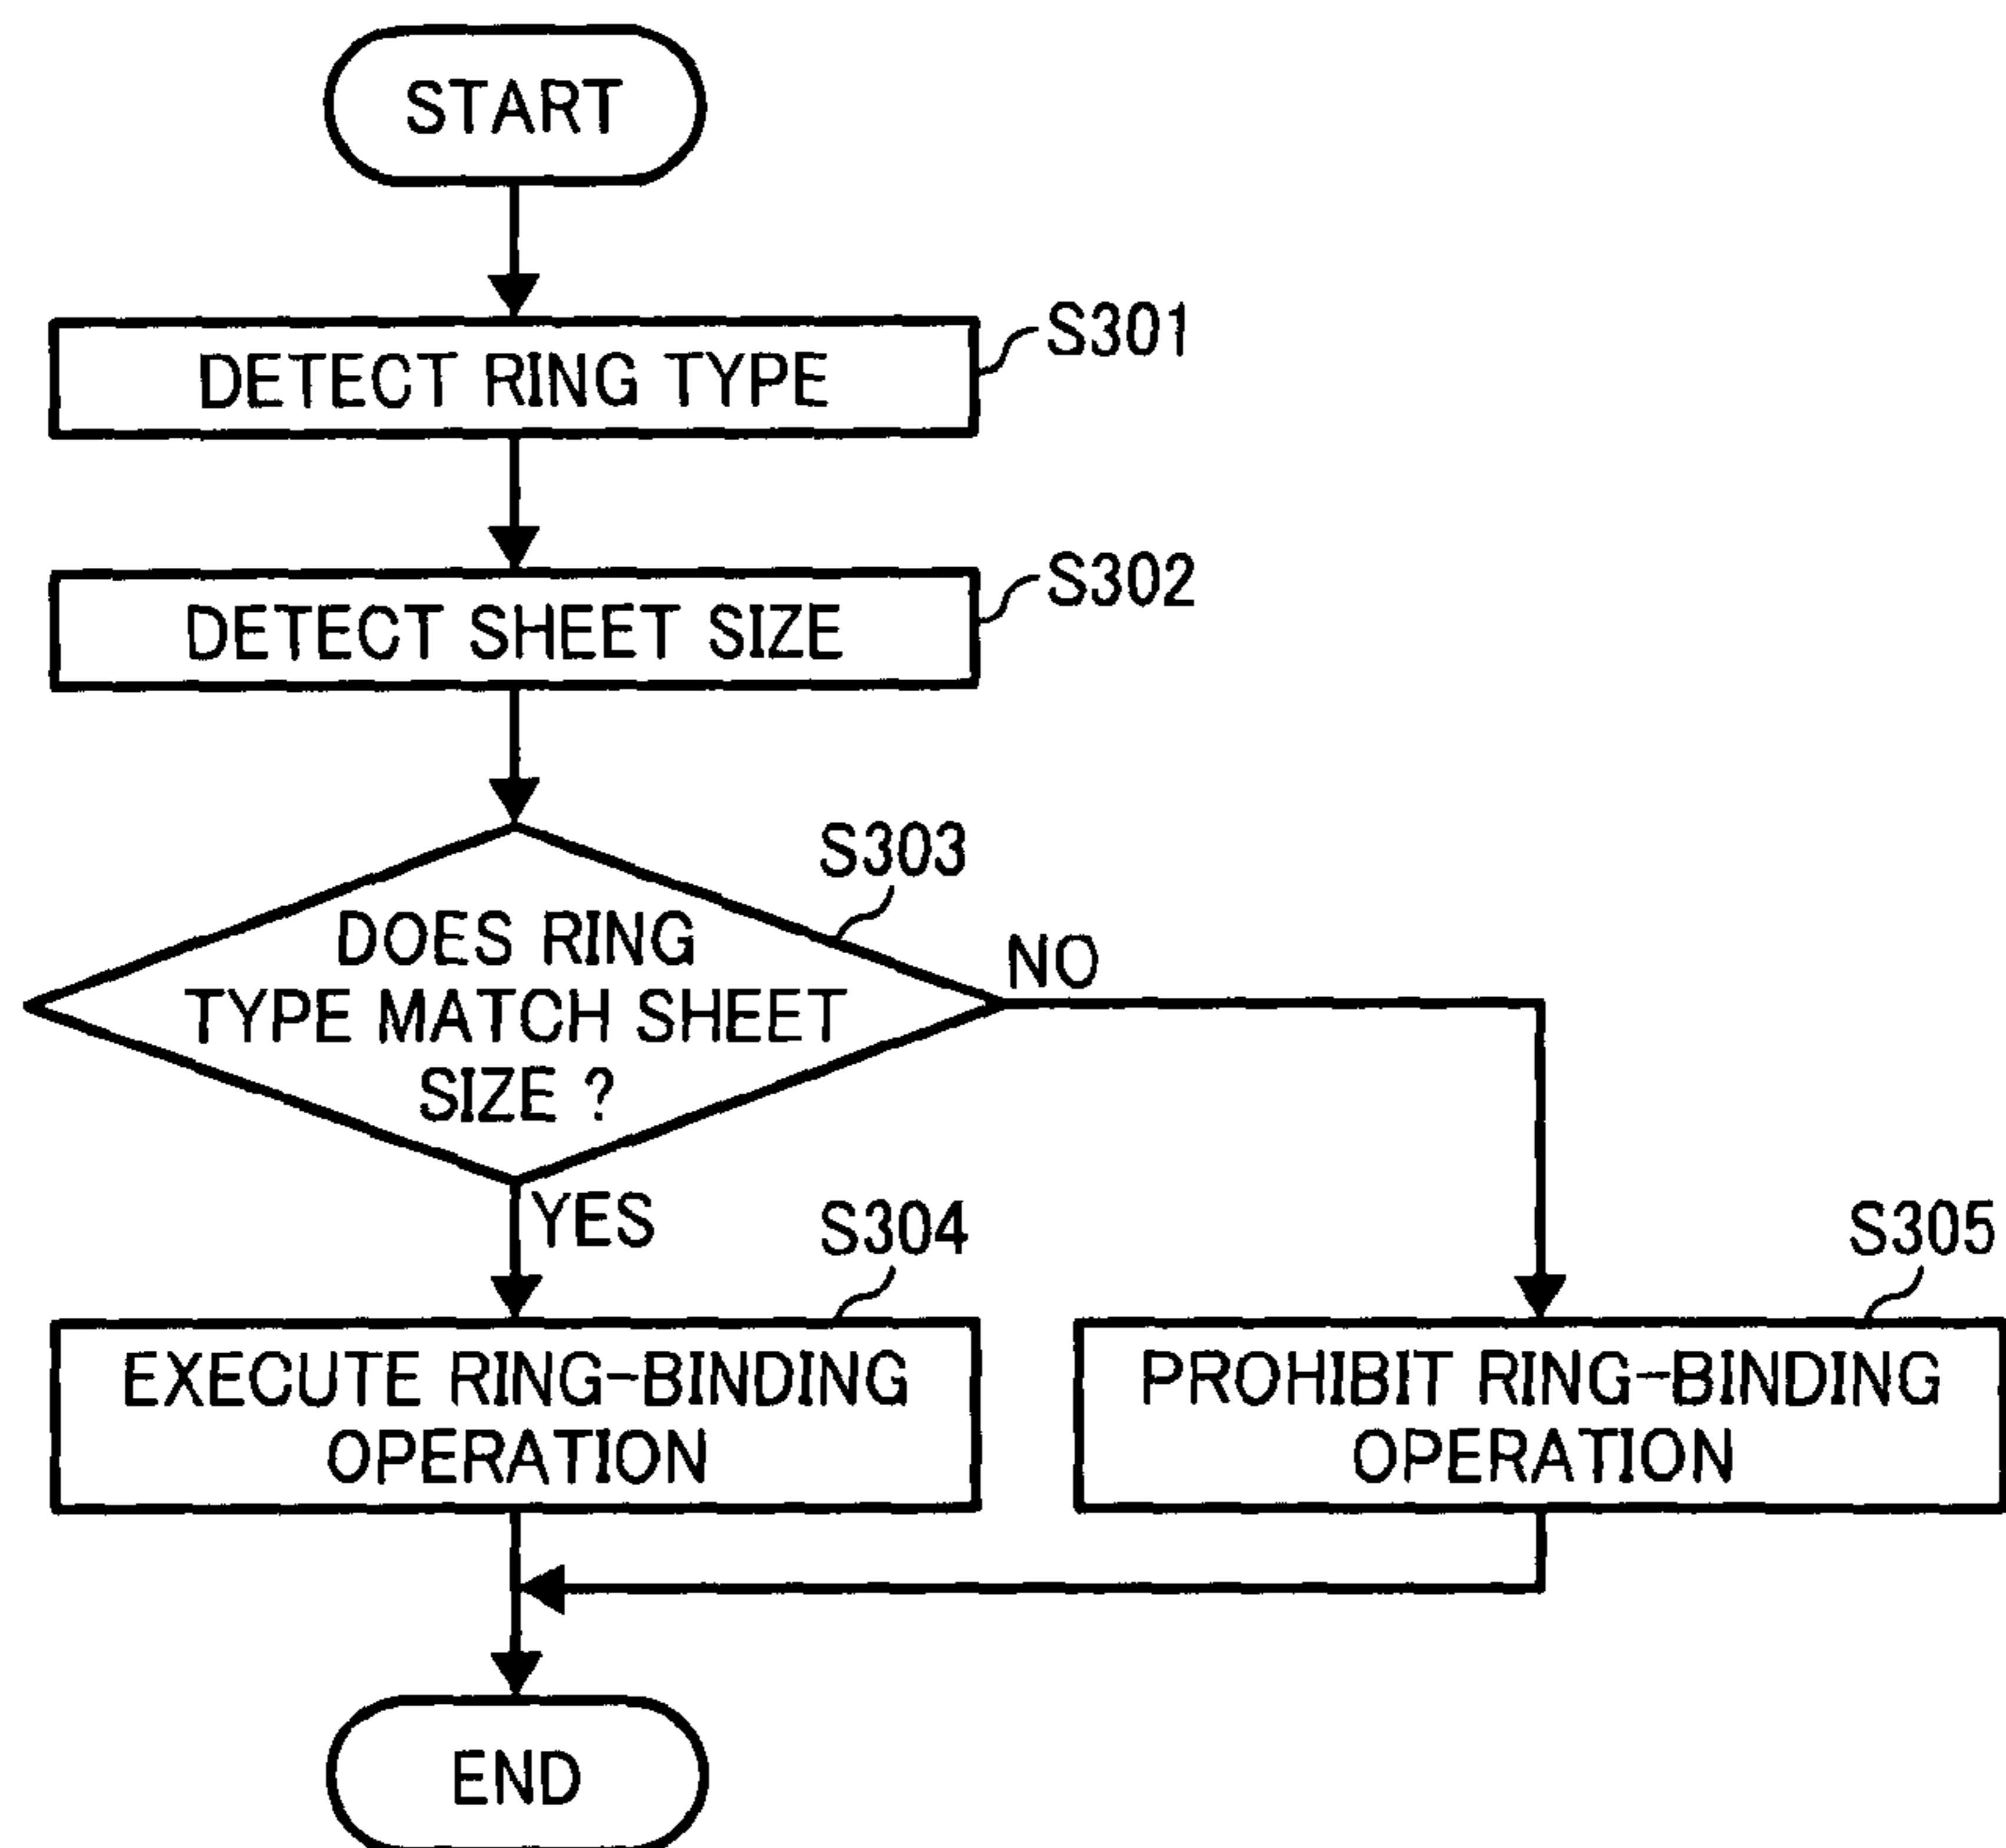 START
DETECT RING TYPE
S301
DETECT SHEET SIZE
S302
S303
DOES RING
TYPE MATCH SHEET
SIZE ?
NO
YES
S304
EXECUTE RING-BINDING
OPERATION
S305
PROHIBIT RING-BINDING
OPERATION
END